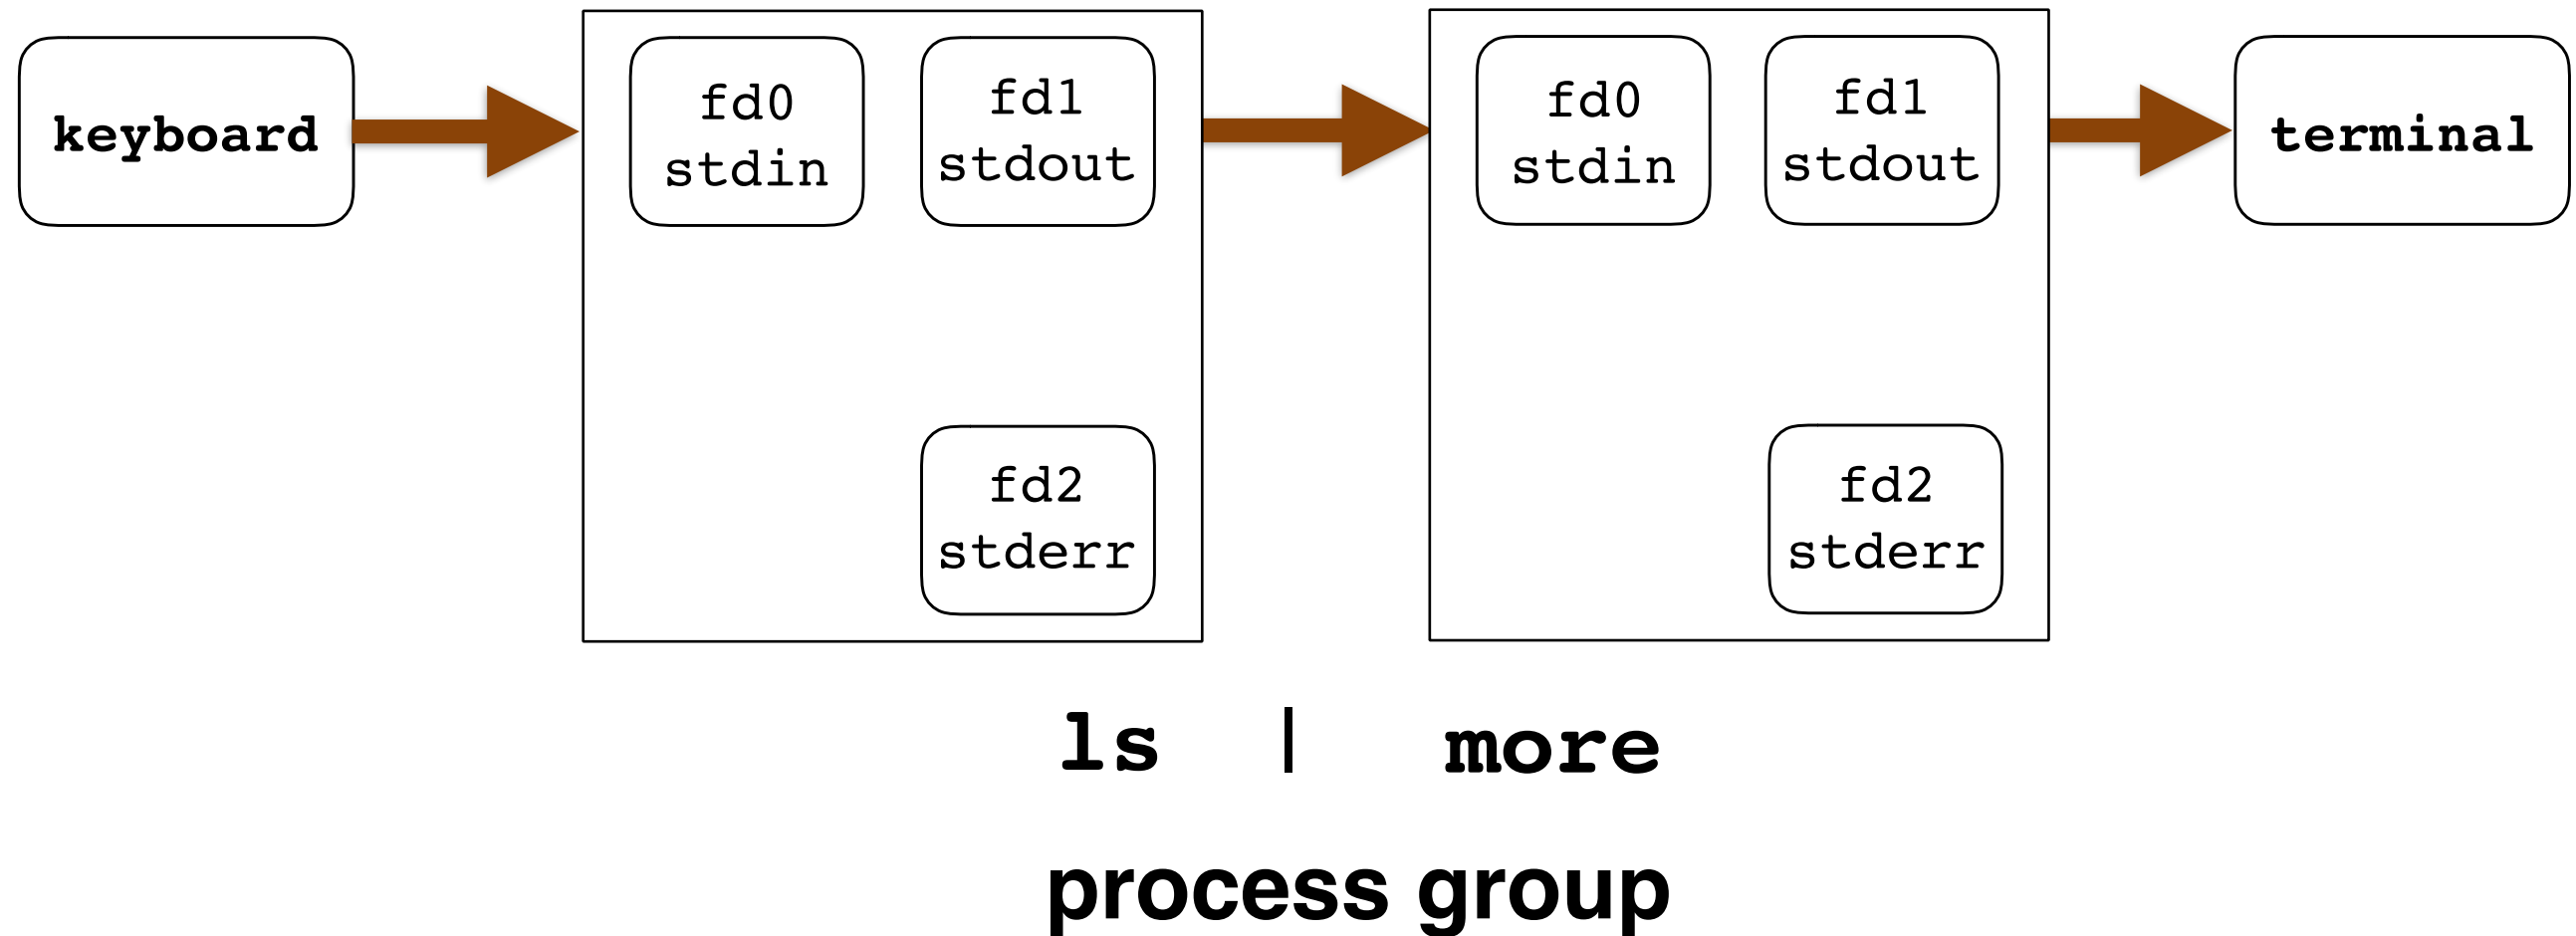 keyboard
fd0
stdin
fd1
stdout
fd2
stderr
fd0
stdin
fd1
stdout
fd2
stderr
terminal
ls | more
process group